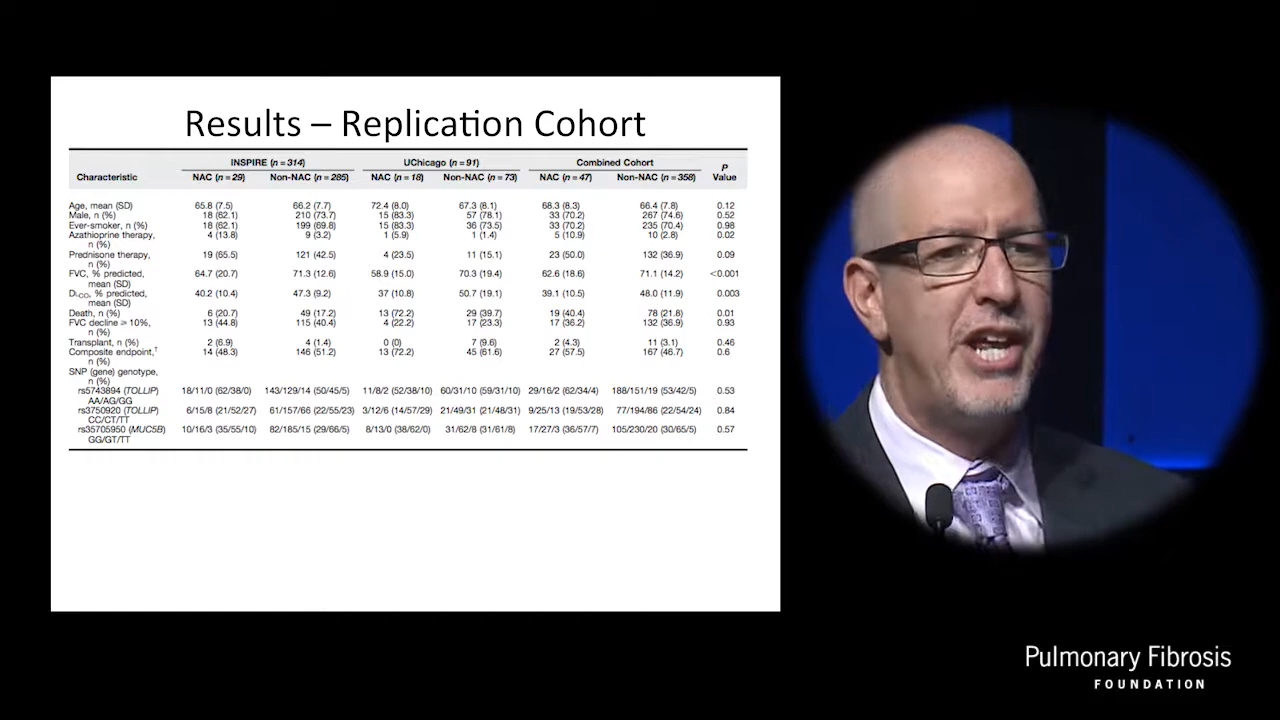 Results – Replication Cohort
INSPIRE (n = 314) UChicago (n = 91) Combined Cohort
Characteristic NAC (n = 29) Non-NAC (n = 285) NAC (n = 18) Non-NAC (n = 73) NAC (n = 47) Non-NAC (n = 358) P Value
Age, mean (SD) 65.8 (7.5) 66.2 (7.7) 72.4 (8.0) 67.3 (8.1) 68.3 (8.3) 66.4 (7.8) 0.12
Male, n (%) 18 (62.1) 210 (73.7) 15 (83.3) 57 (78.1) 33 (70.2) 267 (74.6) 0.52
Ever-smoker, n (%) 18 (62.1) 199 (69.8) 15 (83.3) 36 (73.5) 33 (70.2) 235 (70.4) 0.98
Azathioprine therapy, 4 (13.8) 9 (3.2) 1 (5.9) 1 (1.4) 5 (10.9) 10 (2.8) 0.02
n (%)
Prednisone therapy, 19 (65.5) 121 (42.5) 4 (23.5) 11 (15.1) 23 (50.0) 132 (36.9) 0.09
n (%)
FVC, % predicted, 64.7 (20.7) 71.3 (12.6) 58.9 (15.0) 70.3 (19.4) 62.6 (18.6) 71.1 (14.2) <0.001
mean (SD)
DLCO, % predicted, 40.2 (10.4) 47.3 (9.2) 37 (10.8) 50.7 (19.1) 39.1 (10.5) 48.0 (11.9) 0.003
mean (SD)
Death, n (%) 6 (20.7) 49 (17.2) 13 (72.2) 29 (39.7) 19 (40.4) 78 (21.8) 0.01
FVC decline ≥ 10%, 13 (44.8) 115 (40.4) 4 (22.2) 17 (23.3) 17 (36.2) 132 (36.9) 0.93
n (%)
Transplant, n (%) 2 (6.9) 4 (1.4) 0 (0) 7 (9.6) 2 (4.3) 11 (3.1) 0.46
Composite endpoint,† 14 (48.3) 146 (51.2) 13 (72.2) 45 (61.6) 27 (57.5) 167 (46.7) 0.6
n (%)
SNP (gene) genotype,
n (%)
rs5743894 (TOLLIP) 18/11/0 (62/38/0) 143/129/14 (50/45/5) 11/8/2 (52/38/10) 60/31/10 (59/31/10) 29/16/2 (62/34/4) 188/151/19 (53/42/5) 0.53
AA/AG/GG
rs3750920 (TOLLIP) 6/15/8 (21/52/27) 61/157/66 (22/55/23) 3/12/6 (14/57/29) 21/49/31 (21/48/31) 9/25/13 (19/53/28) 77/194/86 (22/54/24) 0.84
CC/CT/TT
rs35705950 (MUC5B) 10/16/3 (35/55/10) 82/185/15 (29/66/5) 8/13/0 (38/62/0) 31/62/8 (31/61/8) 17/27/3 (36/57/7) 105/230/20 (30/65/5) 0.57
GG/GT/TT
Pulmonary Fibrosis
FOUNDATION